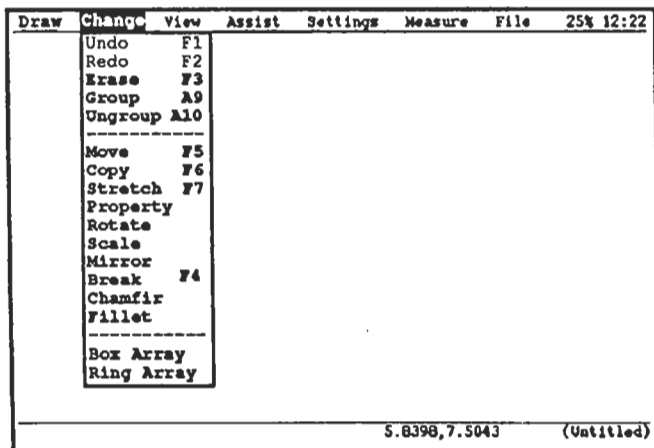 Draw Change View Assist Settings Measure File 25% 12:22
Undo F1
Redo F2
Erase F3
Group A9
Ungroup A10
Move F5
Copy F6
Stretch F7
Property
Rotate
Scale
Mirror
Break F4
Chamfir
Fillet
Box Array
Ring Array
5.8398,7.5043 (Untitled)